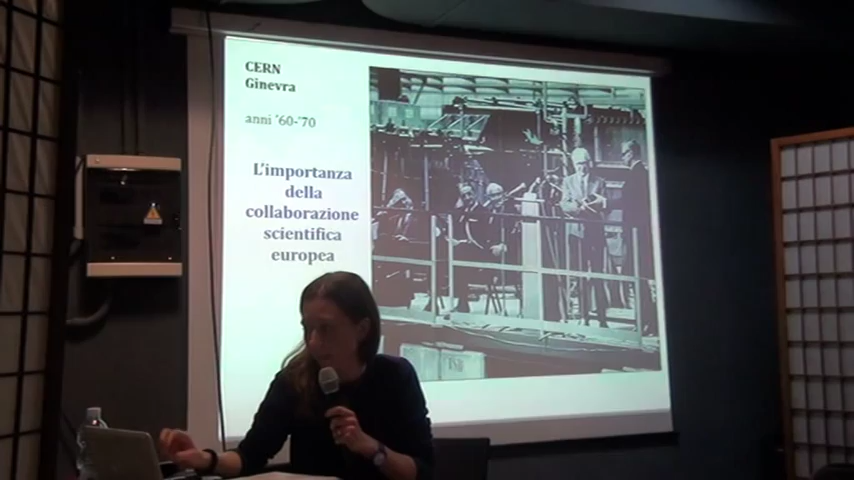 CERN
Ginevra
anni '60-'70
L'importanza
della
collaborazione
scientifica
europea